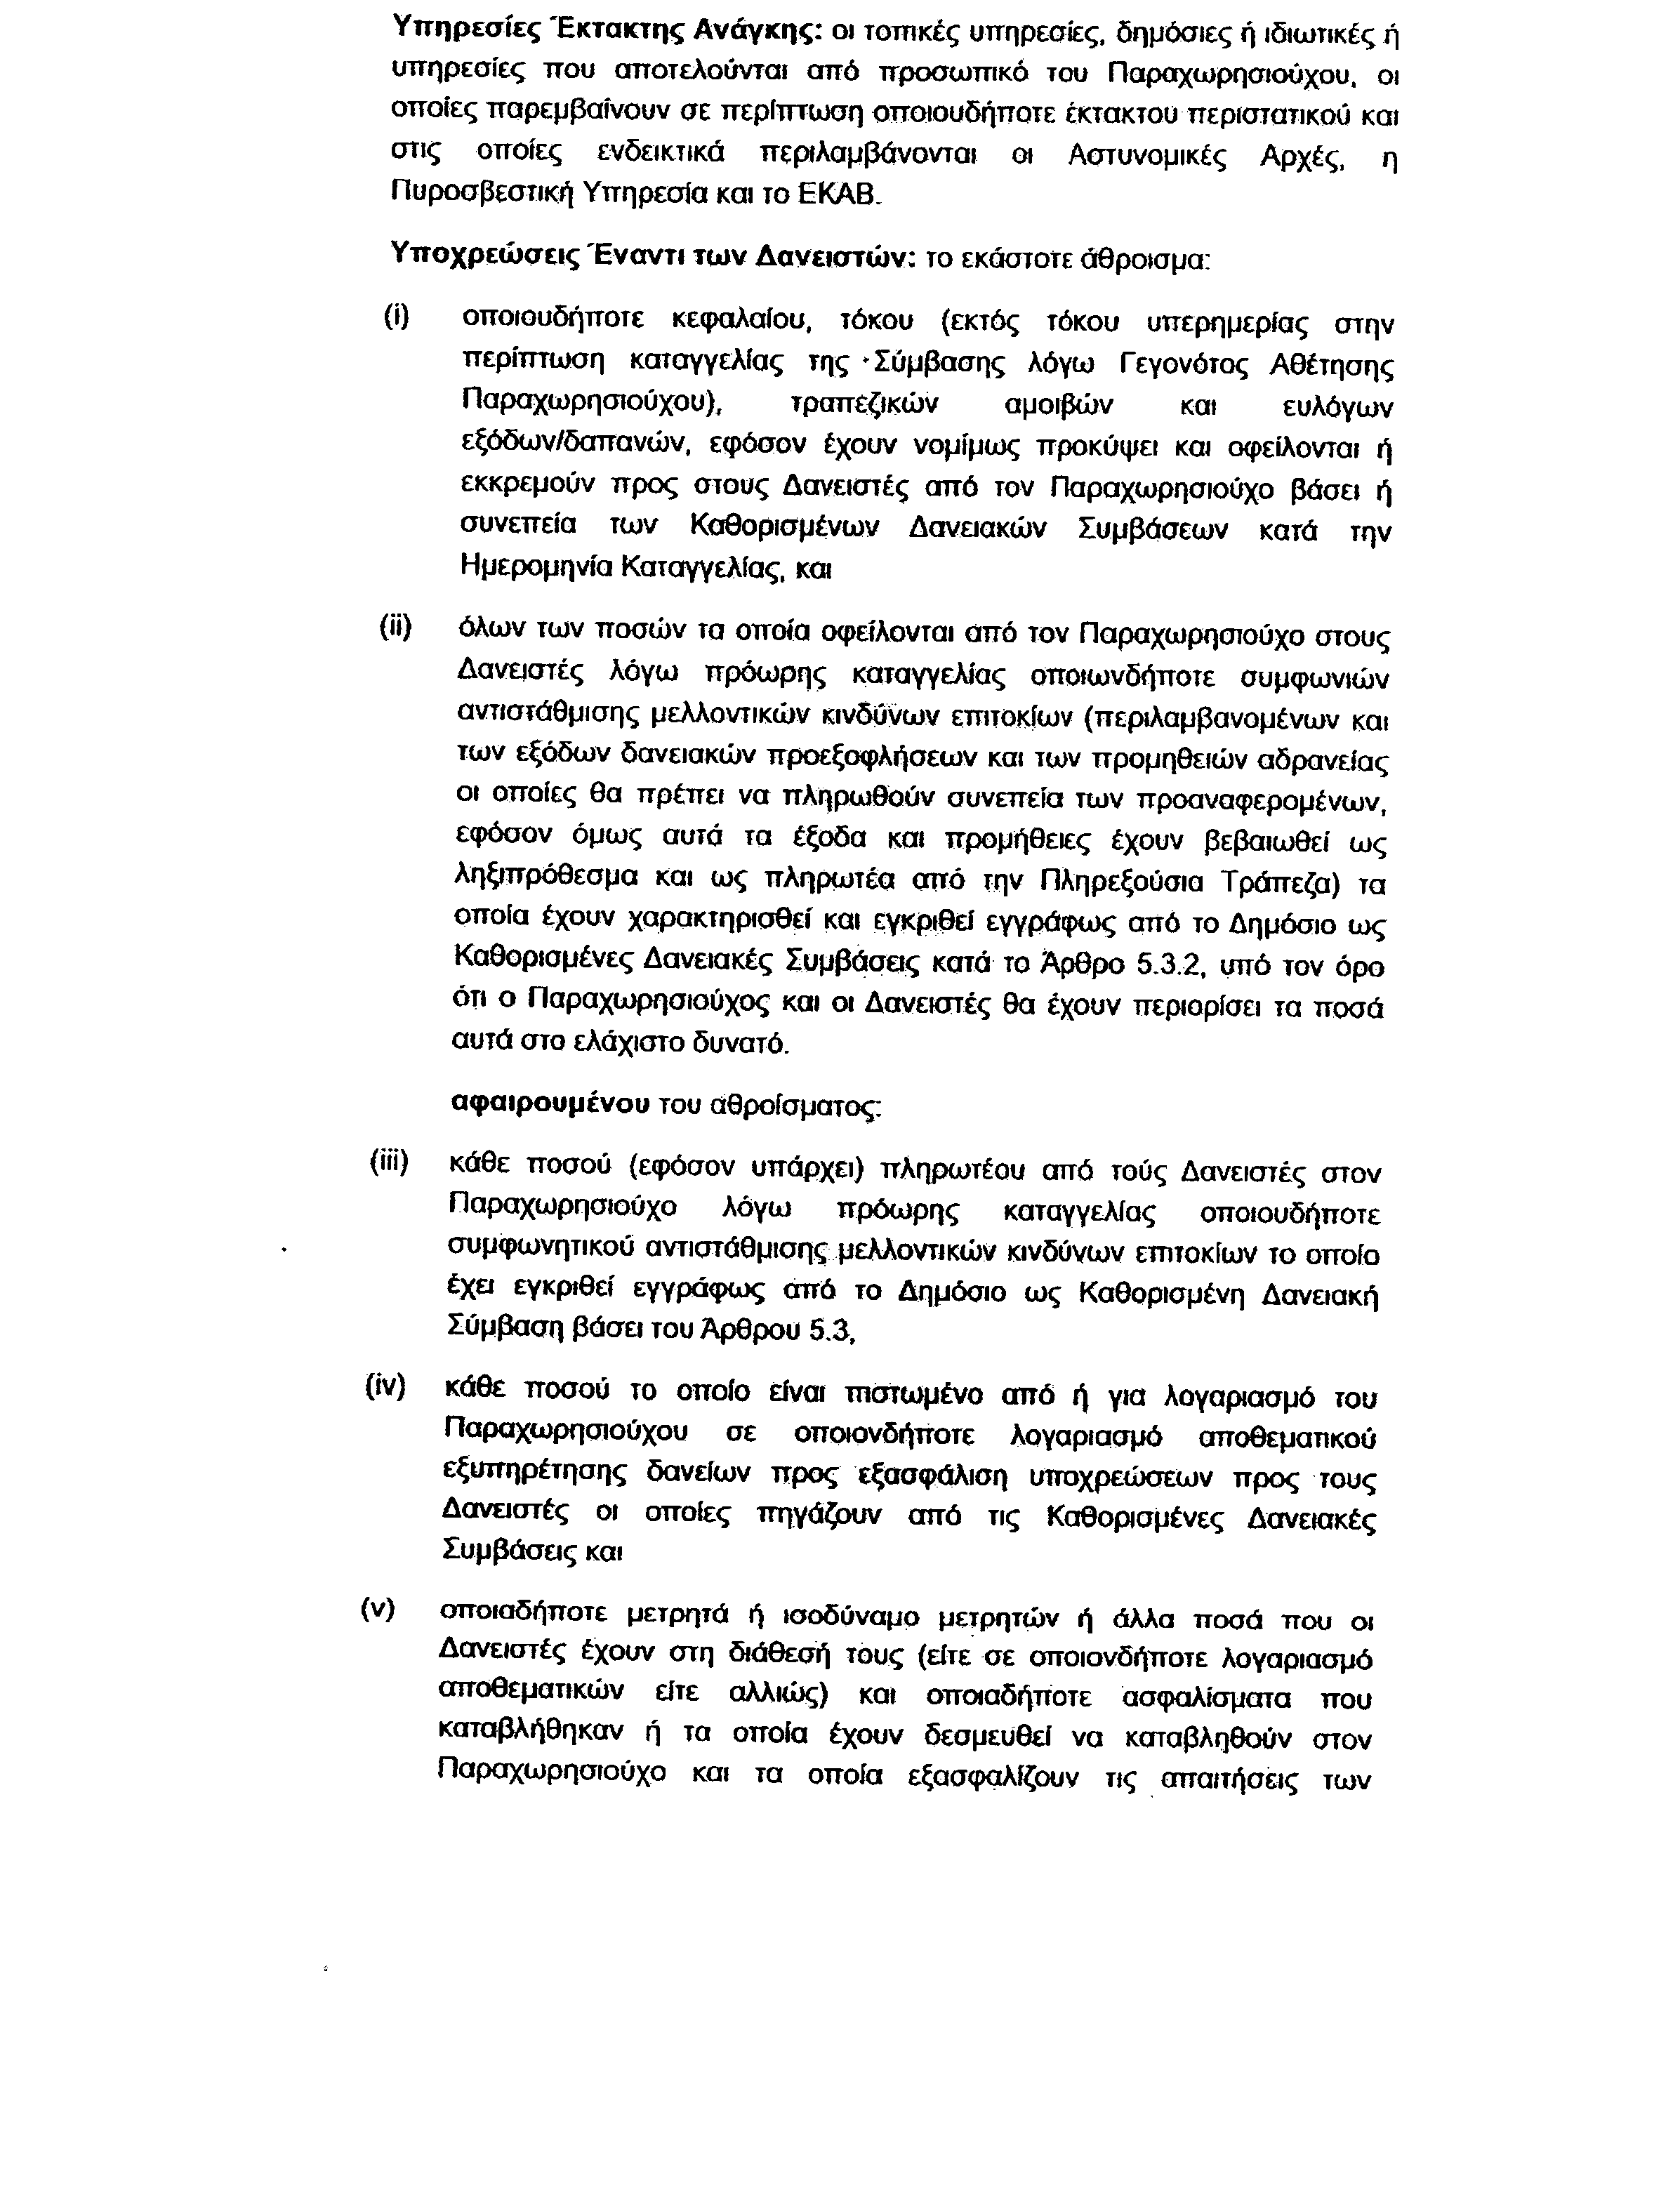 Υπηρεσίες Έκτακτης Ανάγκης: οι τοπικές υπηρεσίες, δημόσιες ή ιδιωτικές ή
υπηρεσίες που αποτελούνται από προσωπικό του Παραχωρησιούχου, οι
οποίες παρεμβαίνουν σε περίπτωση οποιουδήποτε έκτακτου περιστατικού και
στις οποίες ενδεικτικά περιλαμβάνονται οι Αστυνομικές Αρχές, η
Πυροσβεστική Υπηρεσία και το ΕΚΑΒ.
Υποχρεώσεις Έναντι των Δανειστών: το εκάστοτε άθροισμα:
(i) οποιουδήποτε κεφαλαίου, τόκου (εκτός τόκου υπερημερίας στην
περίπτωση καταγγελίας της Σύμβασης λόγω Γεγονότος Αθέτησης
Παραχωρησιούχου), τραπεζικών αμοιβών και ευλόγων
εξόδων/δαπανών, εφόσον έχουν νομίμως προκύψει και οφείλονται ή
εκκρεμούν προς στους Δανειστές από τον Παραχωρησιούχο βάσει ή
συνεπεία των Καθορισμένων Δανειακών Συμβάσεων κατά την
Ημερομηνία Καταγγελίας, και
(ii) όλων των ποσών τα οποία οφείλονται από τον Παραχωρησιούχο στους
Δανειστές λόγω πρόωρης καταγγελίας οποιωνδήποτε συμφωνιών
αντιστάθμισης μελλοντικών κινδύνων επιτοκίων (περιλαμβανομένων και
των εξόδων δανειακών προεξοφλήσεων και των προμηθειών αδρανείας
οι οποίες θα πρέπει να πληρωθούν συνεπεία των προαναφερομένων,
εφόσον όμως αυτά τα έξοδα και προμήθειες έχουν βεβαιωθεί ως
ληξιπρόθεσμα και ως πληρωτέα από την Πληρεξούσια Τράπεζα) τα
οποία έχουν χαρακτηρισθεί και εγκριθεί εγγράφως από το Δημόσιο ως
Καθορισμένες Δανειακές Συμβάσεις κατά το Άρθρο 5.3.2, υπό τον όρο
ότι ο Παραχωρησιούχος και οι Δανειστές θα έχουν περιορίσει τα ποσά
αυτά στο ελάχιστο δυνατό.
αφαιρουμένου του αθροίσματος:
(iii) κάθε ποσού (εφόσον υπάρχει) πληρωτέου από τούς Δανειστές στον
Παραχωρησιούχο λόγω πρόωρης καταγγελίας οποιουδήποτε
συμφωνητικού αντιστάθμισης μελλοντικών κινδύνων επιτοκίων το οποίο
έχει εγκριθεί εγγράφως από το Δημόσιο ως Καθορισμένη Δανειακή
Σύμβαση βάσει του Άρθρου 5.3,
(iv) κάθε ποσού το οποίο είναι πιστωμένο από ή για λογαριασμό του
Παραχωρησιούχου σε οποιονδήποτε λογαριασμό αποθεματικού
εξυπηρέτησης δανείων προς εξασφάλιση υποχρεώσεων προς τους
Δανειστές οι οποίες πηγάζουν από τις Καθορισμένες Δανειακές
Συμβάσεις και
(v) οποιαδήποτε μετρητά ή ισοδύναμο μετρητών ή άλλα ποσά που οι
Δανειστές έχουν στη διάθεσή τους (είτε σε οποιονδήποτε λογαριασμό
αποθεματικών είτε αλλιώς) και οποιαδήποτε ασφαλίσματα που
καταβλήθηκαν ή τα οποία έχουν δεσμευθεί να καταβληθούν στον
Παραχωρησιούχο και τα οποία εξασφαλίζουν τις απαιτήσεις των